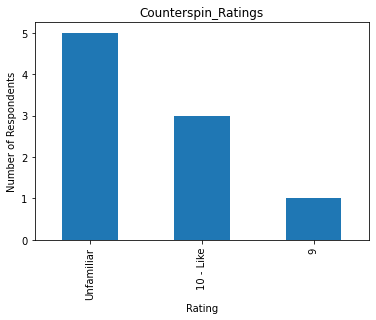 Counterspin_Ratings
Number of Respondents
5
4
3
2
1
0
Unfamiliar
10 - Like
9
Rating